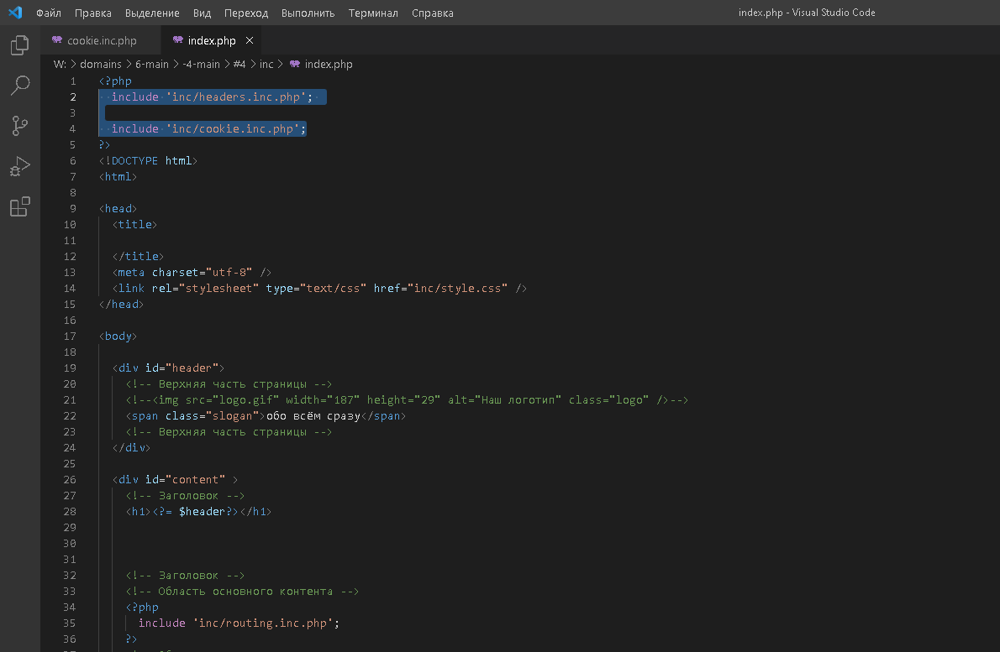 Файл Правка Выделение Вид Переход Выполнить Терминал Справка index.php - Visual Studio Code
cookie.inc.php index.php ×
W: > domains > 6-main > -4-main > #4 > inc > index.php
1 <?php
2 include 'inc/headers.inc.php';
3
4 include 'inc/cookie.inc.php';
5 ?>
6 <!DOCTYPE html>
7 <html>
8
9 <head>
10 <title>
11
12 </title>
13 <meta charset="utf-8" />
14 <link rel="stylesheet" type="text/css" href="inc/style.css" />
15 </head>
16
17 <body>
18
19 <div id="header">
20 <!-- Верхняя часть страницы -->
21 <!--<img src="logo.gif" width="187" height="29" alt="Наш логотип" class="logo" />-->
22 <span class="slogan">обо всём сразу</span>
23 <!-- Верхняя часть страницы -->
24 </div>
25
26 <div id="content" >
27 <!-- Заголовок -->
28 <h1><?= $header?></h1>
29
30
31
32 <!-- Заголовок -->
33 <!-- Область основного контента -->
34 <?php
35 include 'inc/routing.inc.php';
36 ?>